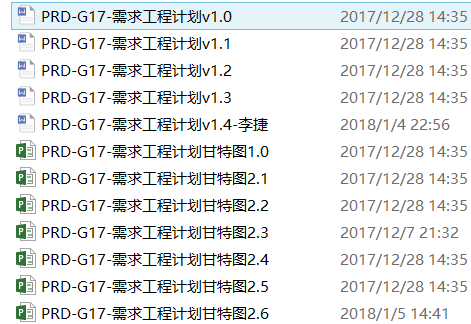 PRD-G17-需求工程计划v1.0 2017/12/28 14:35
PRD-G17-需求工程计划v1.1 2017/12/28 14:35
PRD-G17-需求工程计划v1.2 2017/12/28 14:35
PRD-G17-需求工程计划v1.3 2017/12/28 14:35
PRD-G17-需求工程计划v1.4-李捷 2018/1/4 22:56
PRD-G17-需求工程计划甘特图1.0 2017/12/28 14:35
PRD-G17-需求工程计划甘特图2.1 2017/12/28 14:35
PRD-G17-需求工程计划甘特图2.2 2017/12/28 14:35
PRD-G17-需求工程计划甘特图2.3 2017/12/7 21:32
PRD-G17-需求工程计划甘特图2.4 2017/12/28 14:35
PRD-G17-需求工程计划甘特图2.5 2017/12/28 14:35
PRD-G17-需求工程计划甘特图2.6 2018/1/5 14:41